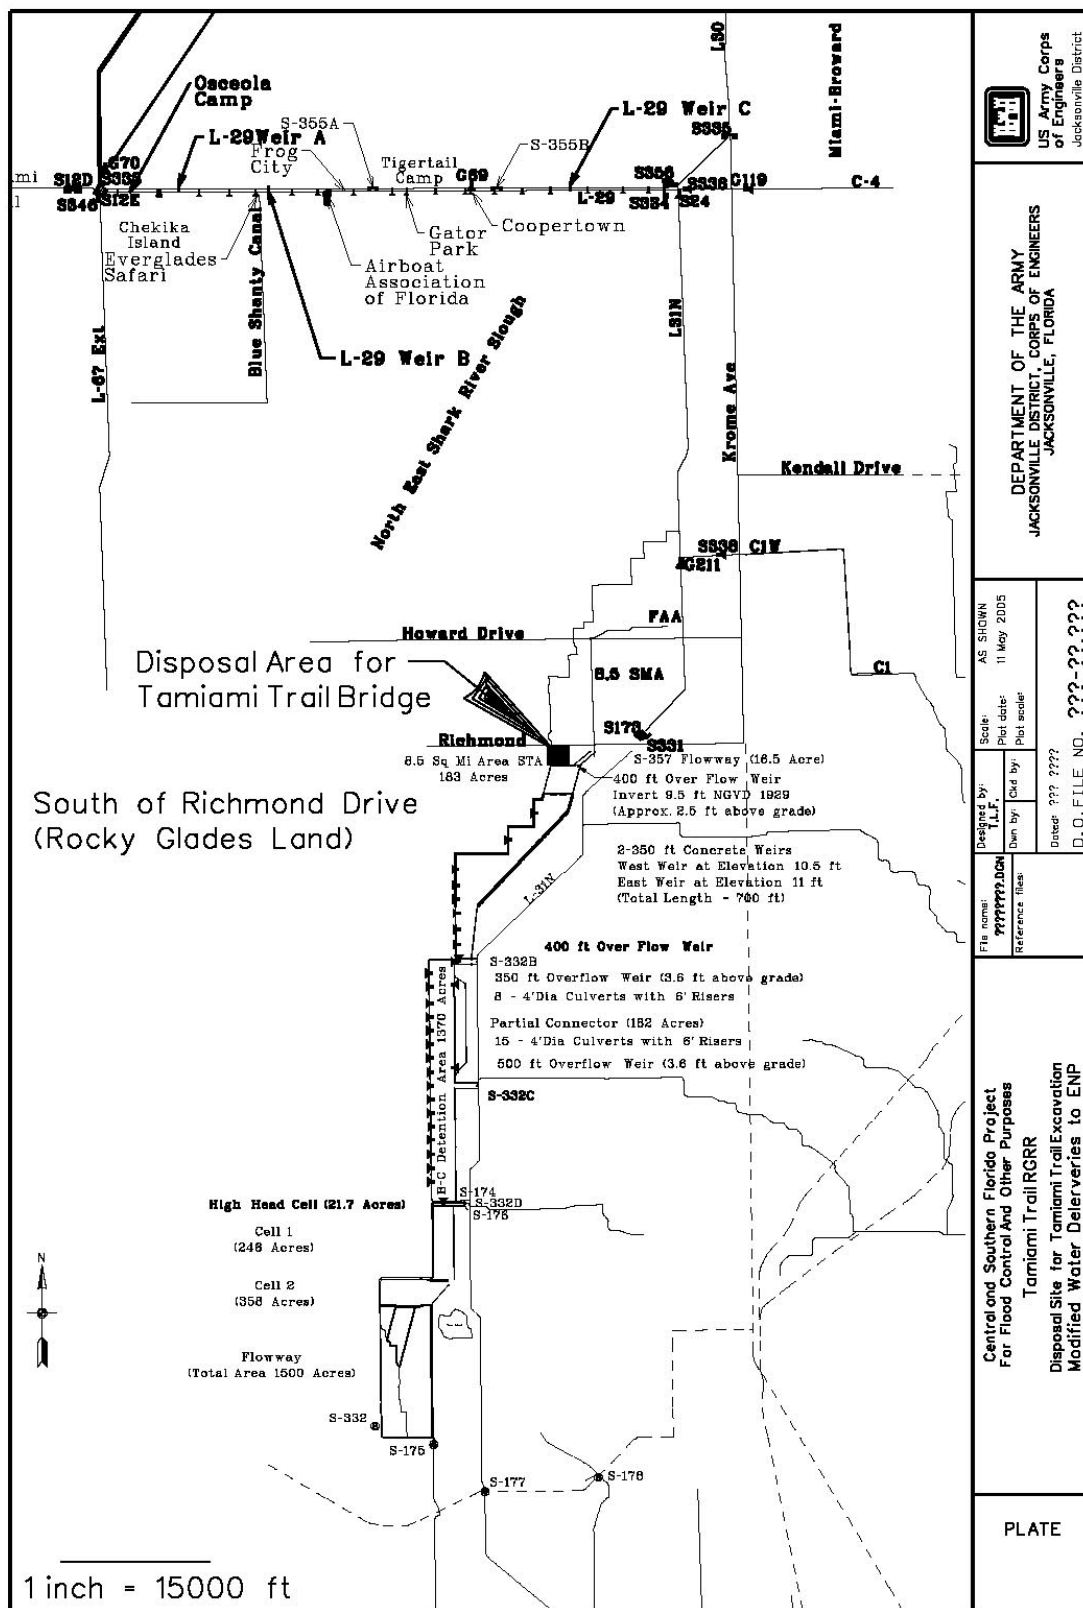 Osceola
Camp
L-30
Miami-Broward
L-29 Weir C
S-355A
L-29Weir A
Frog
City
S-355B
S335
Tigertail
Camp
G70
S12D
S333
G69
S356
S336
G119
C-4
L-29
S346
S12E
S334
S24
Chekika
Island
Everglades
Safari
Blue Shanty Canal
Gator
Park
Coopertown
Airboat
Association
of Florida
L-67 Ext
L-29 Weir B
North East Shark River Slough
L31N
Krome Ave
Kendall Drive
S338
C1W
G211
FAA
Howard Drive
Disposal Area for
Tamiami Trail Bridge
8.5 SMA
C1
S173
Richmond
S331
8.5 Sq Mi Area STA
183 Acres
S-357 Flowway (16.5 Acre)
400 ft Over Flow Weir
Invert 9.5 ft NGVD 1929
(Approx. 2.5 ft above grade)
South of Richmond Drive
(Rocky Glades Land)
2-350 ft Concrete Weirs
West Weir at Elevation 10.5 ft
East Weir at Elevation 11 ft
(Total Length - 700 ft)
L-31N
400 ft Over Flow Weir
S-332B
350 ft Overflow Weir (3.6 ft above grade)
8 - 4'Dia Culverts with 6' Risers
Partial Connector (182 Acres)
15 - 4'Dia Culverts with 6' Risers
500 ft Overflow Weir (3.6 ft above grade)
B-C Detention Area 1370 Acres
S-332C
S-174
High Head Cell (21.7 Acres)
S-332D
S-176
Cell 1
(246 Acres)
Cell 2
(358 Acres)
N
Flowway
(Total Area 1500 Acres)
S-332
S-175
S-177
S-178
1 inch = 15000 ft
US Army Corps
of Engineers
Jacksonville District
DEPARTMENT OF THE ARMY
JACKSONVILLE DISTRICT, CORPS OF ENGINEERS
JACKSONVILLE, FLORIDA
File name:
???????.DGN
Reference files:
Designed by:
T.L.F.
Dwn by:
Ckd by:
Scale:
AS SHOWN
Plot date:
11 May 2005
Plot scale:
Dated: ??? ????
D.O. FILE NO. ???-??,???
Central and Southern Florida Project
For Flood Control And Other Purposes
Tamiami Trail RGRR
Disposal Site for Tamiami Trail Excavation
Modified Water Deleveries to ENP
PLATE